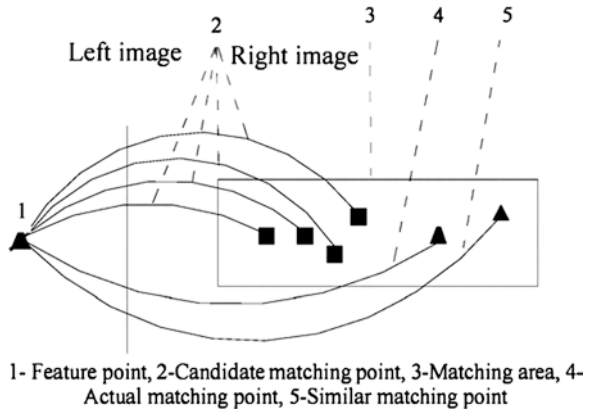 3 4 5
2
Left image Right image
1
1- Feature point, 2-Candidate matching point, 3-Matching area, 4-
Actual matching point, 5-Similar matching point